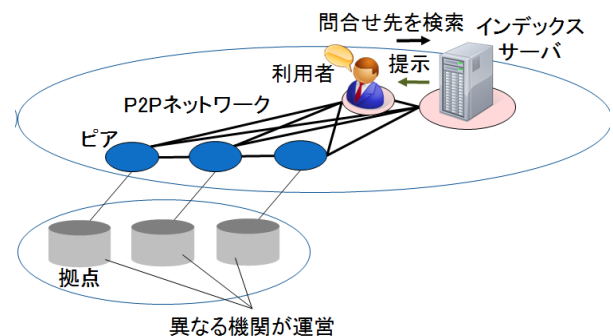 問合せ先を検索
インデックス
サーバ
提示
利用者
P2Pネットワーク
ピア
拠点
異なる機関が運営